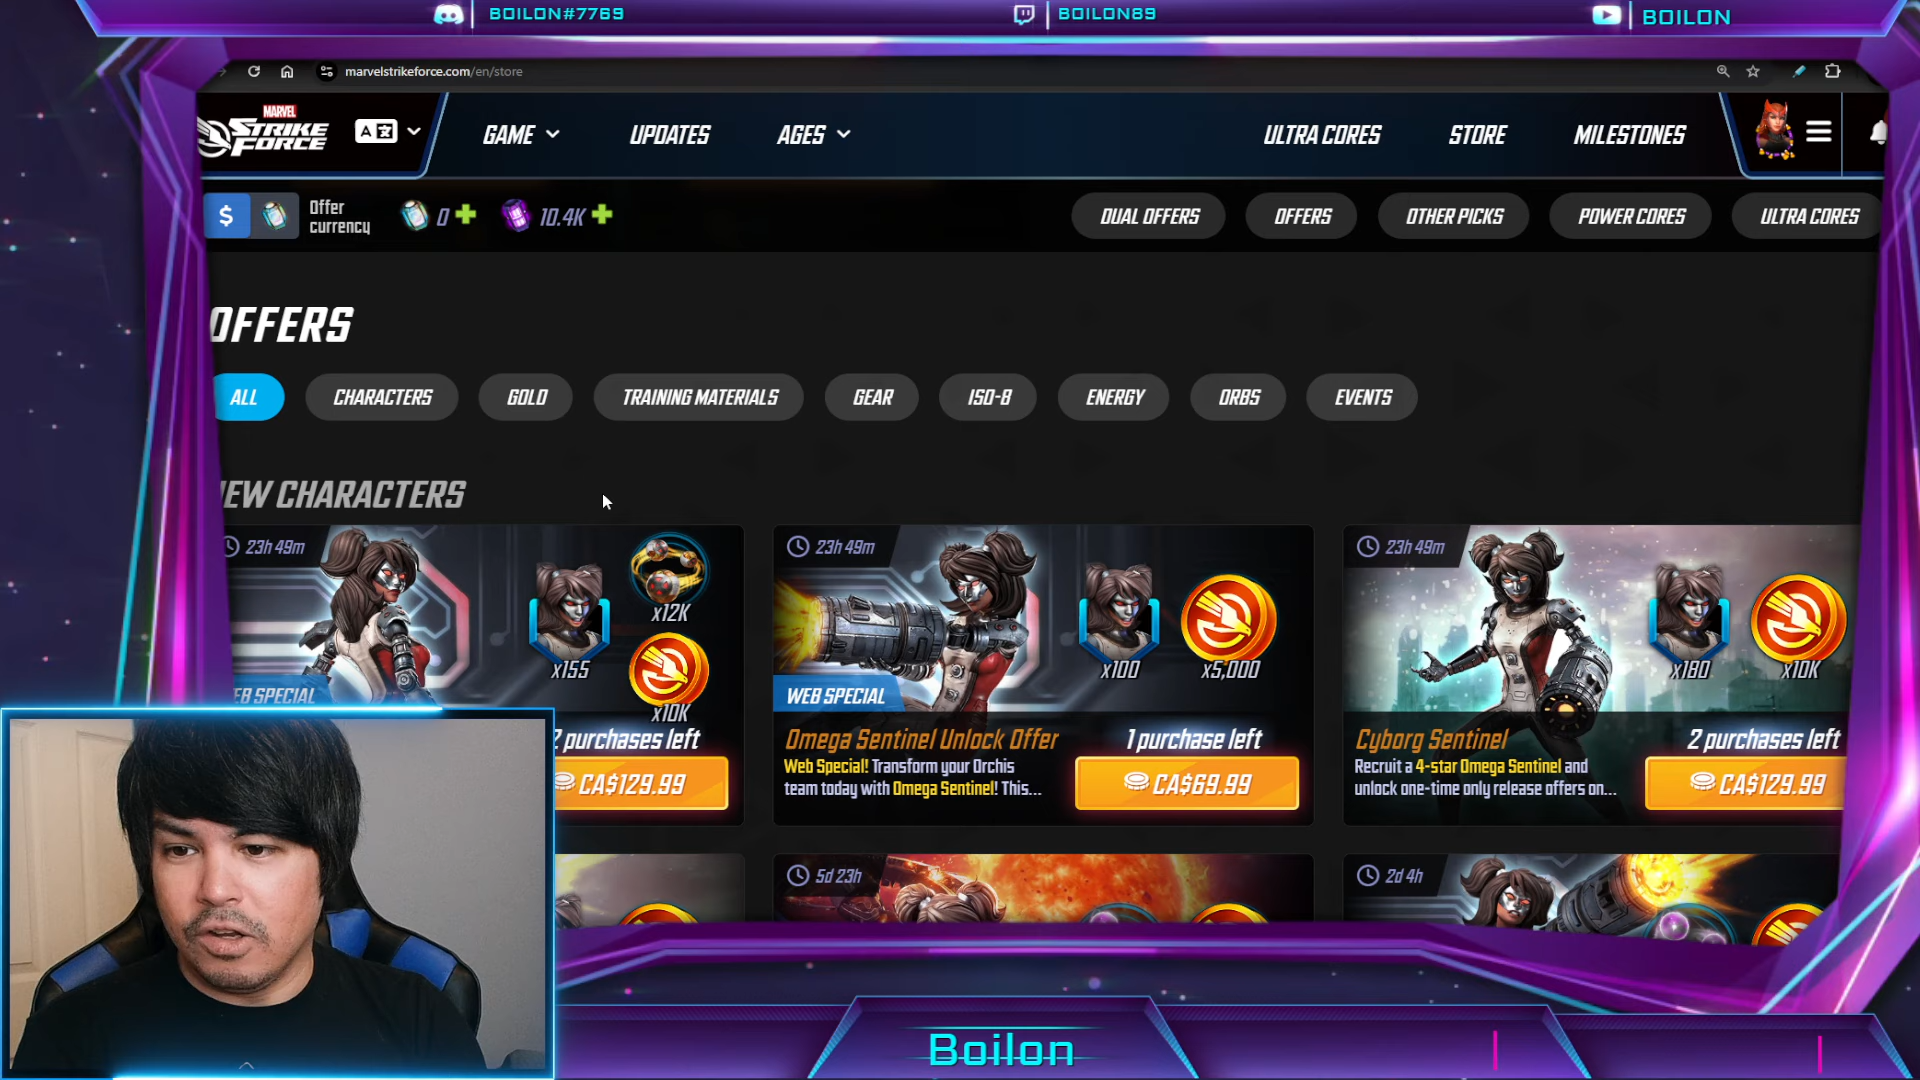 BOILON#7769
BOILON89
BOILON
marvelstrikeforce.com/en/store
MARVEL
STRIKE
FORCE
GAME
UPDATES
AGES
ULTRA CORES
STORE
MILESTONES
$
Offer
currency
0
10.4K
DUAL OFFERS
OFFERS
OTHER PICKS
POWER CORES
ULTRA CORES
OFFERS
ALL
CHARACTERS
GOLD
TRAINING MATERIALS
GEAR
ISO-8
ENERGY
ORBS
EVENTS
EW CHARACTERS
23h 49m
x155
x12K
x10K
EB SPECIAL
2 purchases left
CA$129.99
23h 49m
x100
x5,000
WEB SPECIAL
Omega Sentinel Unlock Offer
Web Special! Transform your Orchis
team today with Omega Sentinel! This...
1 purchase left
CA$69.99
23h 49m
x180
x10K
Cyborg Sentinel
Recruit a 4-star Omega Sentinel and
unlock one-time only release offers on...
2 purchases left
CA$129.99
5d 23h
2d 4h
Boilon